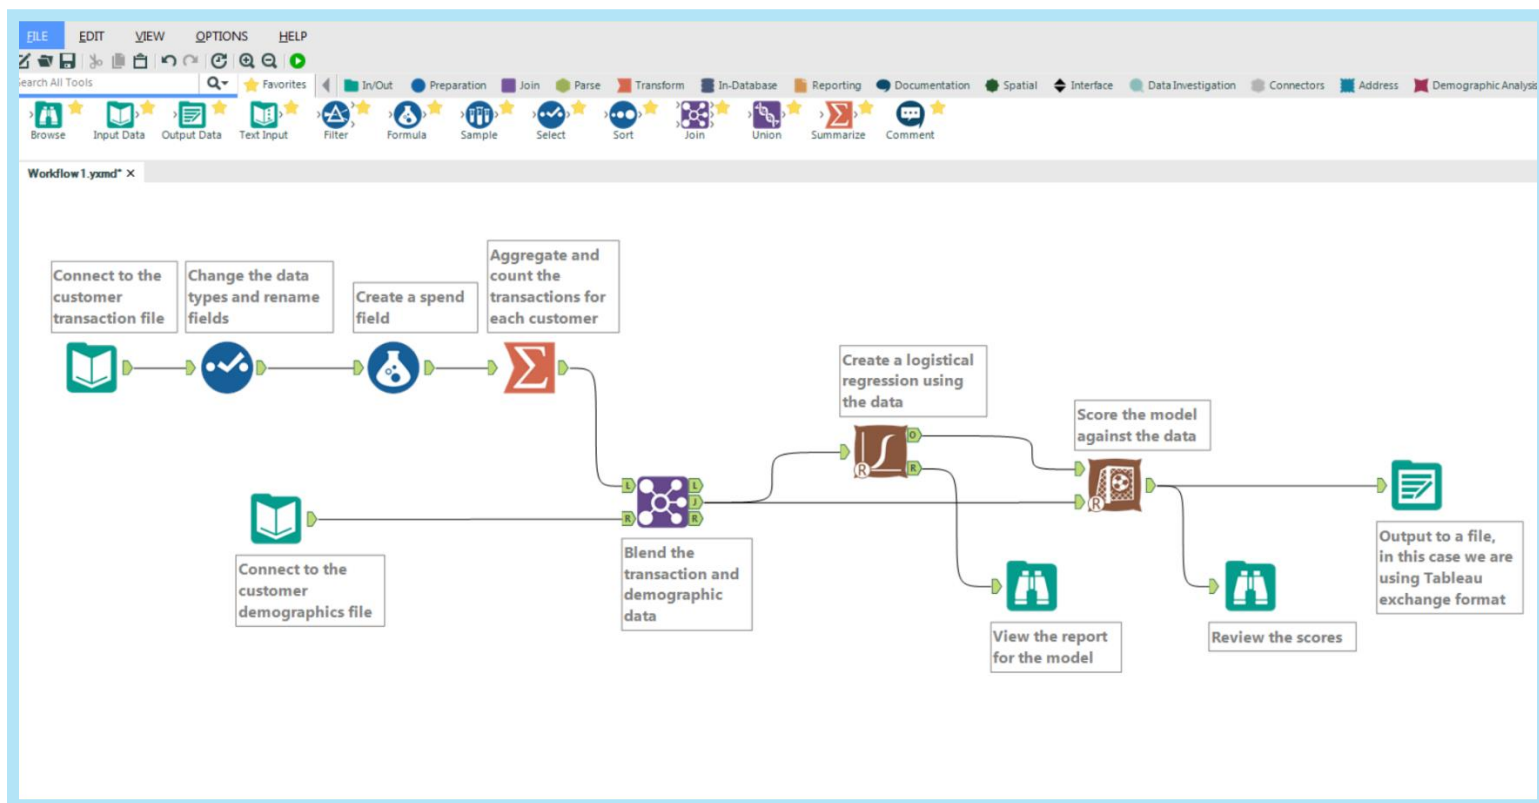 FILE EDIT VIEW OPTIONS HELP
Search All Tools
Favorites In/Out Preparation Join Parse Transform In-Database Reporting Documentation Spatial Interface Data Investigation Connectors Address Demographic Analysis
Browse Input Data Output Data Text Input Filter Formula Sample Select Sort Join Union Summarize Comment
Workflow1.yxmd* X
Connect to the
customer
transaction file
Change the data
types and rename
fields
Create a spend
field
Aggregate and
count the
transactions for
each customer
Create a logistical
regression using
the data
Score the model
against the data
O
R
R
R
L
R
L
J
R
Connect to the
customer
demographics file
Blend the
transaction and
demographic
data
View the report
for the model
Review the scores
Output to a file,
in this case we are
using Tableau
exchange format